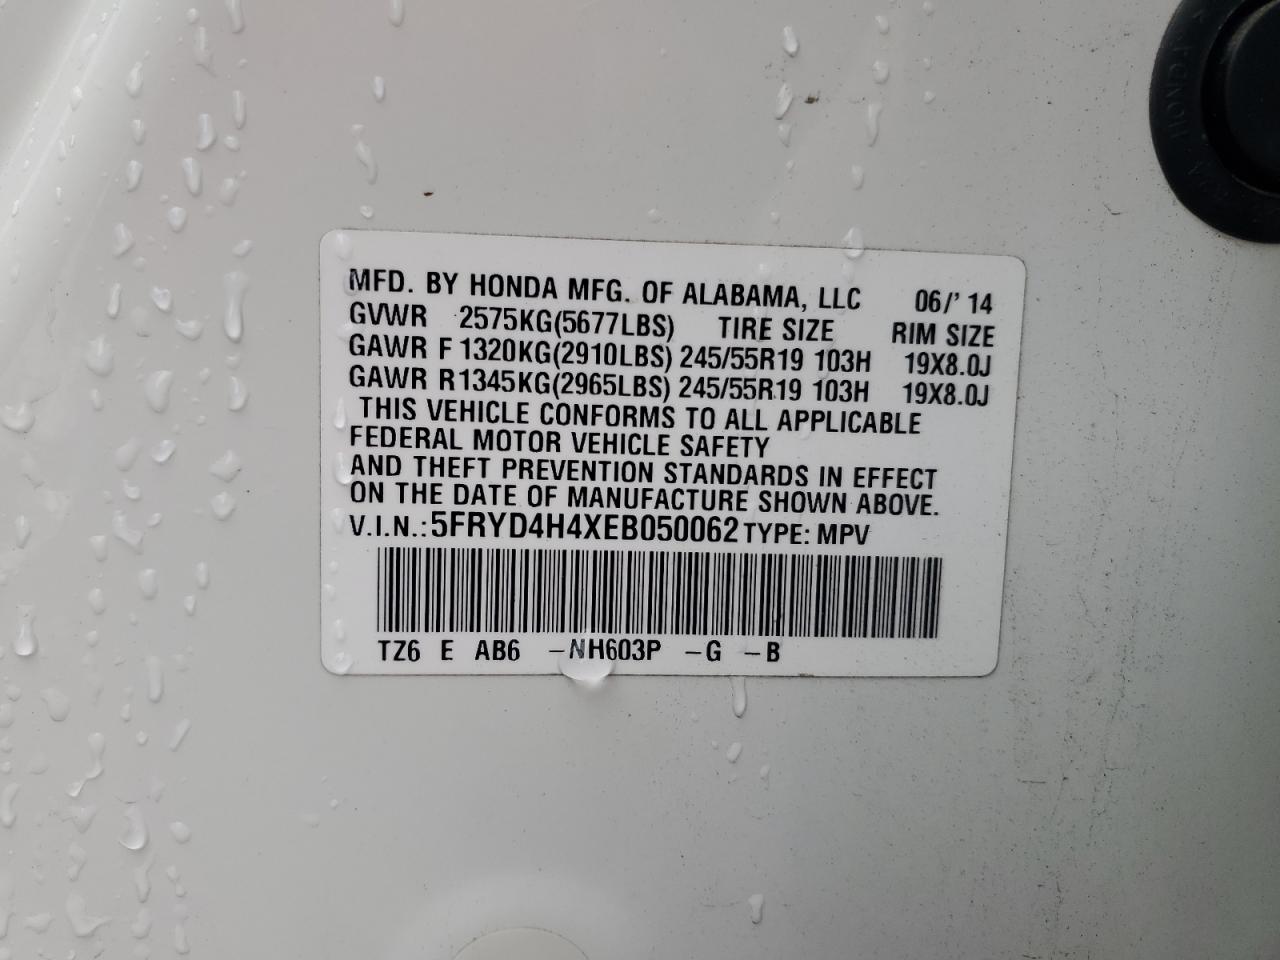 MFD. BY HONDA MFG. OF ALABAMA, LLC 06/' 14
GVWR 2575KG(5677LBS) TIRE SIZE RIM SIZE
GAWR F 1320KG(2910LBS) 245/55R19 103H 19X8.0J
GAWR R1345KG(2965LBS) 245/55R19 103H 19X8.0J
THIS VEHICLE CONFORMS TO ALL APPLICABLE
FEDERAL MOTOR VEHICLE SAFETY
AND THEFT PREVENTION STANDARDS IN EFFECT
ON THE DATE OF MANUFACTURE SHOWN ABOVE.
V.I.N.:5FRYD4H4XEB050062 TYPE: MPV
TZ6 E AB6 -NH603P -G -B